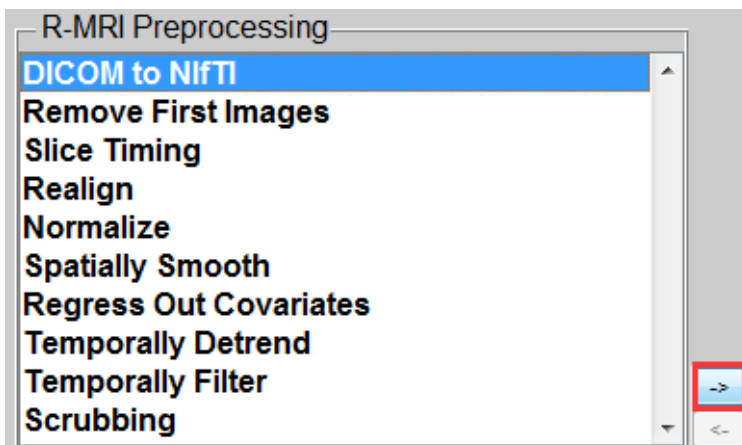 R-MRI Preprocessing
DICOM to NIfTI
Remove First Images
Slice Timing
Realign
Normalize
Spatially Smooth
Regress Out Covariates
Temporally Detrend
Temporally Filter
->
Scrubbing
<-